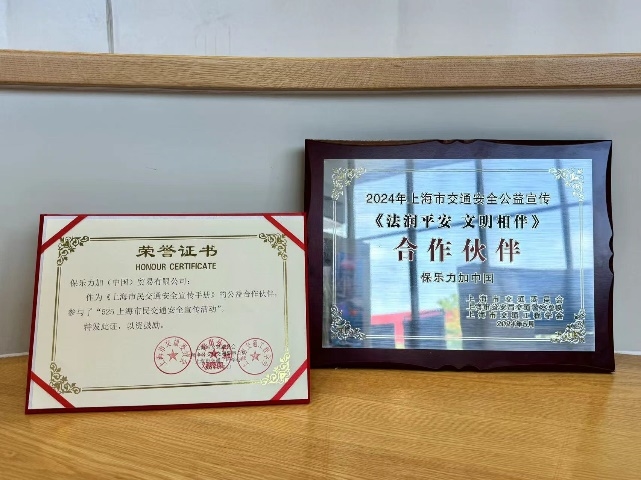 荣誉证书
HONOUR CERTIFICATE
保乐力加（中国）贸易有限公司：
作为《上海市民交通安全宣传手册》的公益合作伙伴，
参与了“525上海市民交通安全宣传活动”
特发此证，以资鼓励。
2024年上海市交通安全公益宣传
《法润平安 文明相伴》
合作伙伴
保乐力加中国
2024年5月